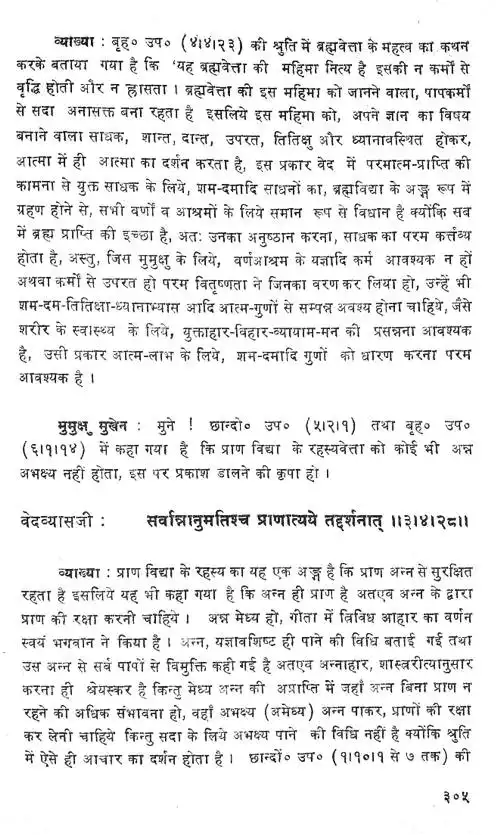 व्याख्या : बृह० उप० (४।४।२३) की श्रुति में ब्रह्मवेत्ता के महत्व का कथन
करके बताया गया है कि 'यह ब्रह्मवेत्ता की महिमा नित्य है इसकी न कर्मों से
वृद्धि होती और न ह्रासता। ब्रह्मवेत्ता की इस महिमा को जानने वाला, पापकर्मों
से सदा अनासक्त बना रहता है इसलिये इस महिमा को, अपने ज्ञान का विषय
बनाने वाला साधक, शान्त, दान्त, उपरत, तितिक्षु और ध्यानावस्थित होकर,
आत्मा में ही आत्मा का दर्शन करता है, इस प्रकार वेद में परमात्म-प्राप्ति की
कामना से युक्त साधक के लिये, शम-दमादि साधनों का, ब्रह्मविद्या के अङ्ग रूप में
ग्रहण होने से, सभी वर्णों व आश्रमों के लिये समान रूप से विधान है क्योंकि सब
में ब्रह्म प्राप्ति की इच्छा है, अतः उनका अनुष्ठान करना, साधक का परम कर्त्तव्य
होता है, अस्तु, जिस मुमुक्षु के लिये, वर्णआश्रम के यज्ञादि कर्म आवश्यक न हों
अथवा कर्मों से उपरत हो परम वितृष्णता ने जिनका वरण कर लिया हो, उन्हें भी
शम-दम-तितिक्षा-ध्यानाभ्यास आदि आत्म-गुणों से सम्पन्न अवश्य होना चाहिये, जैसे
शरीर के स्वास्थ्य के लिये, युक्ताहार-विहार-व्यायाम-मन की प्रसन्नना आवश्यक
है, उसी प्रकार आत्म-लाभ के लिये, शम-दमादि गुणों को धारण करना परम
आवश्यक है ।
मुमुक्षु मुखेन : मुने ! छान्दो० उप० (५।२।१) तथा बृह० उप०
(६।१।१४) में कहा गया है कि प्राण विद्या के रहस्यवेत्ता को कोई भी अन्न
अभक्ष्य नहीं होता, इस पर प्रकाश डालने की कृपा हो ।
वेदव्यासजी : सर्वान्नानुमतिश्च प्राणात्यये तद्दर्शनात् ।।३।४।२८।।
व्याख्या : प्राण विद्या के रहस्य का यह एक अङ्ग है कि प्राण अन्न से सुरक्षित
रहता है इसलिये यह भी कहा गया है कि अन्न ही प्राण है अतएव अन्न के द्वारा
प्राण की रक्षा करनी चाहिये । अन्न मेध्य हो, गीता में त्रिविध आहार का वर्णन
स्वयं भगवान ने किया है । अन्न, यज्ञावशिष्ट ही पाने की विधि बताई गई तथा
उस अन्न से सर्व पापों से विमुक्ति कही गई है अतएव अन्नाहार, शास्त्ररीत्यानुसार
करना ही श्रेयस्कर है किन्तु मेध्य अन्न की अप्राप्ति में जहाँ अन्न बिना प्राण न
रहने की अधिक संभावना हो, वहाँ अभक्ष्य (अमेध्य) अन्न पाकर, प्राणों की रक्षा
कर लेनी चाहिये किन्तु सदा के लिये अभक्ष्य पाने की विधि नहीं है क्योंकि श्रुति
में ऐसे ही आचार का दर्शन होता है । छान्दो० उप० (१।१०।१ से ७ तक) की
३०५